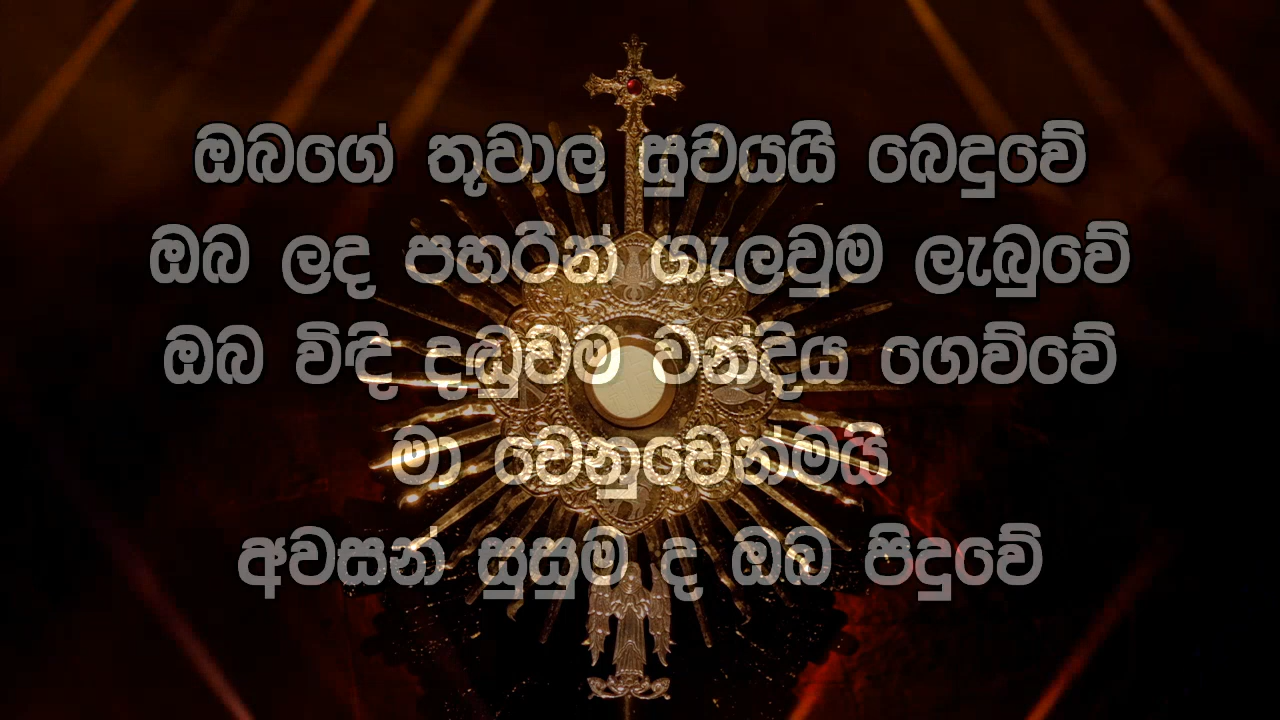 ඔබගේ තුවාල සුවයයි බෙදුවේ
ඔබ ලද පහරින් ගැලවුම ලැබුවේ
ඔබ විඳි දඬුවම වන්දිය ගෙව්වේ
මා වෙනුවෙන්මයි
අවසන් සුසුම ද ඔබ පිදුවේ